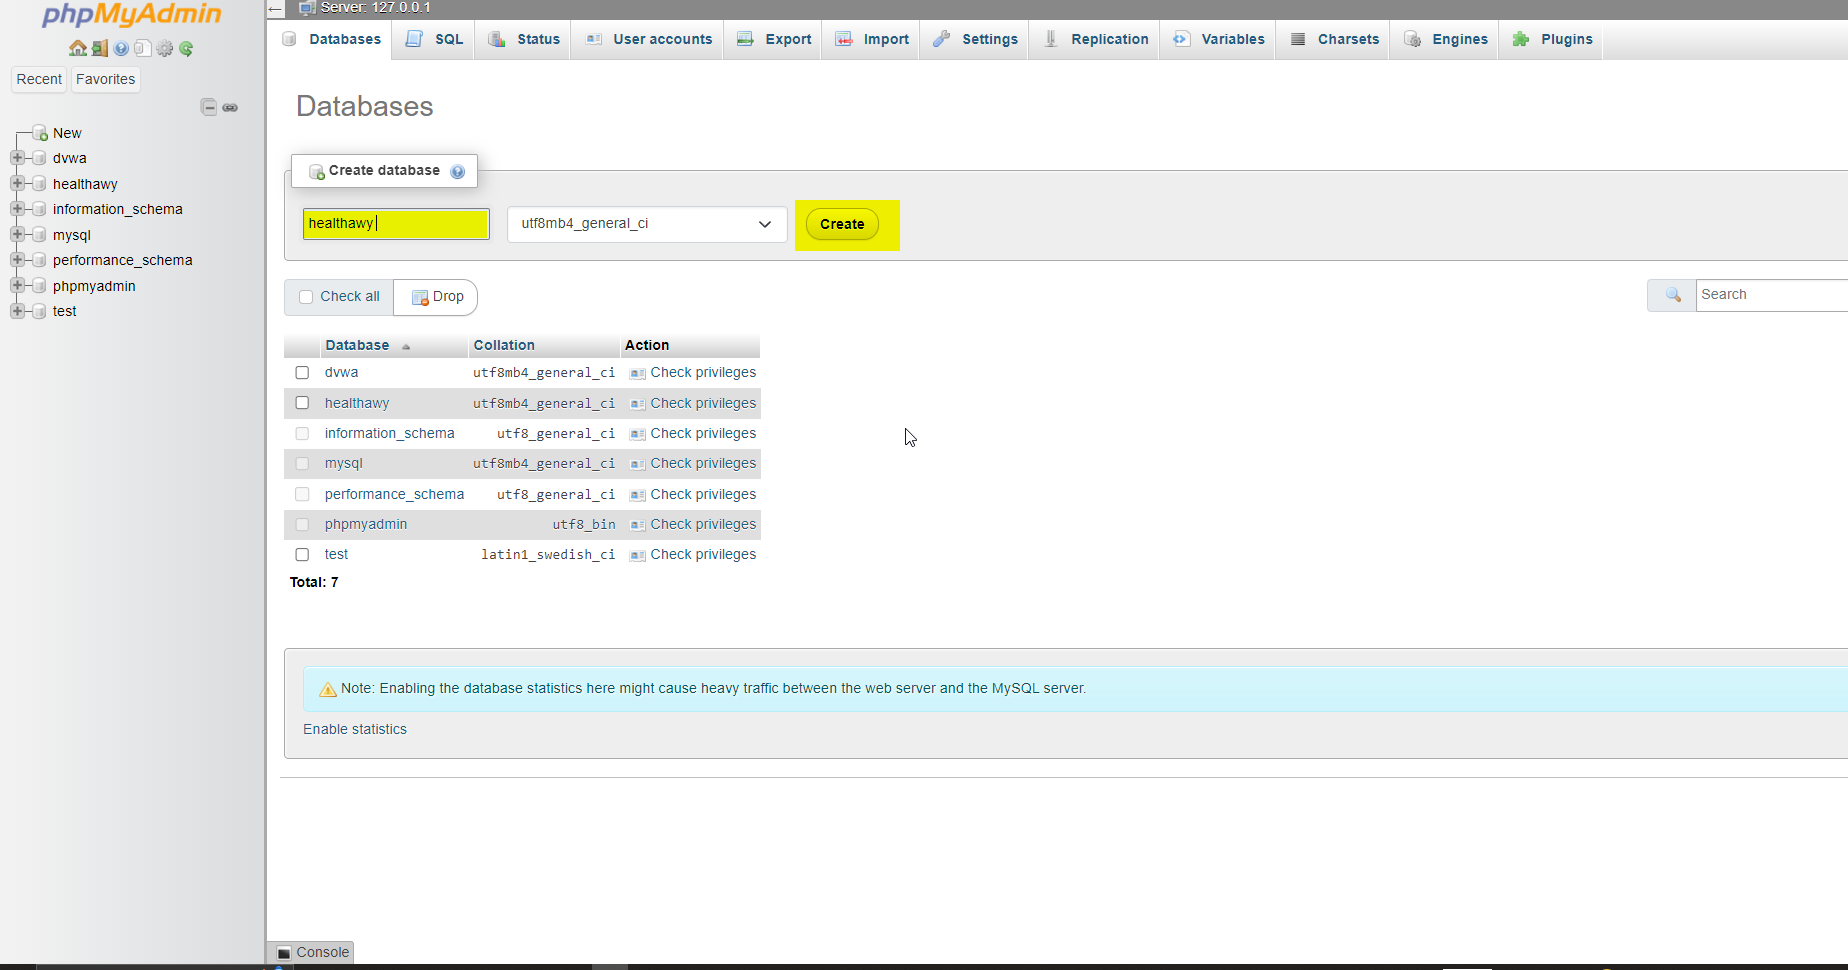 phpMyAdmin
Recent Favorites
New
dvwa
healthawy
information_schema
mysql
performance_schema
phpmyadmin
test
Server: 127.0.0.1
Databases SQL Status User accounts Export Import Settings Replication Variables Charsets Engines Plugins
Databases
Create database
healthawy utf8mb4_general_ci Create
Check all Drop Search
Database Collation Action
dvwa utf8mb4_general_ci Check privileges
healthawy utf8mb4_general_ci Check privileges
information_schema utf8_general_ci Check privileges
mysql utf8mb4_general_ci Check privileges
performance_schema utf8_general_ci Check privileges
phpmyadmin utf8_bin Check privileges
test latin1_swedish_ci Check privileges
Total: 7
Note: Enabling the database statistics here might cause heavy traffic between the web server and the MySQL server.
Enable statistics
Console